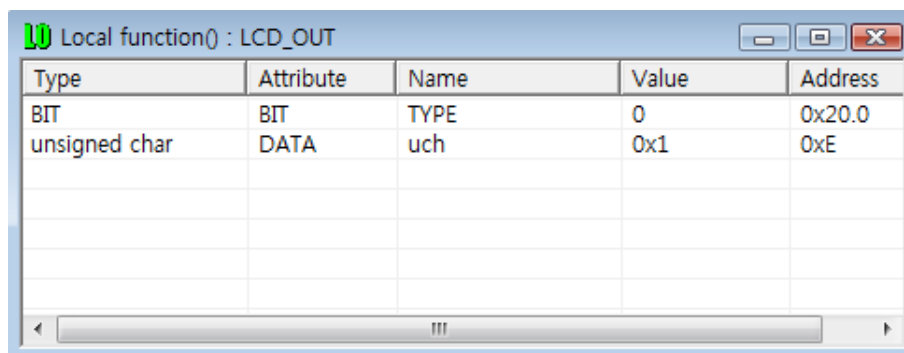 Local function() : LCD_OUT
Type Attribute Name Value Address
BIT BIT TYPE 0 0x20.0
unsigned char DATA uch 0x1 0xE